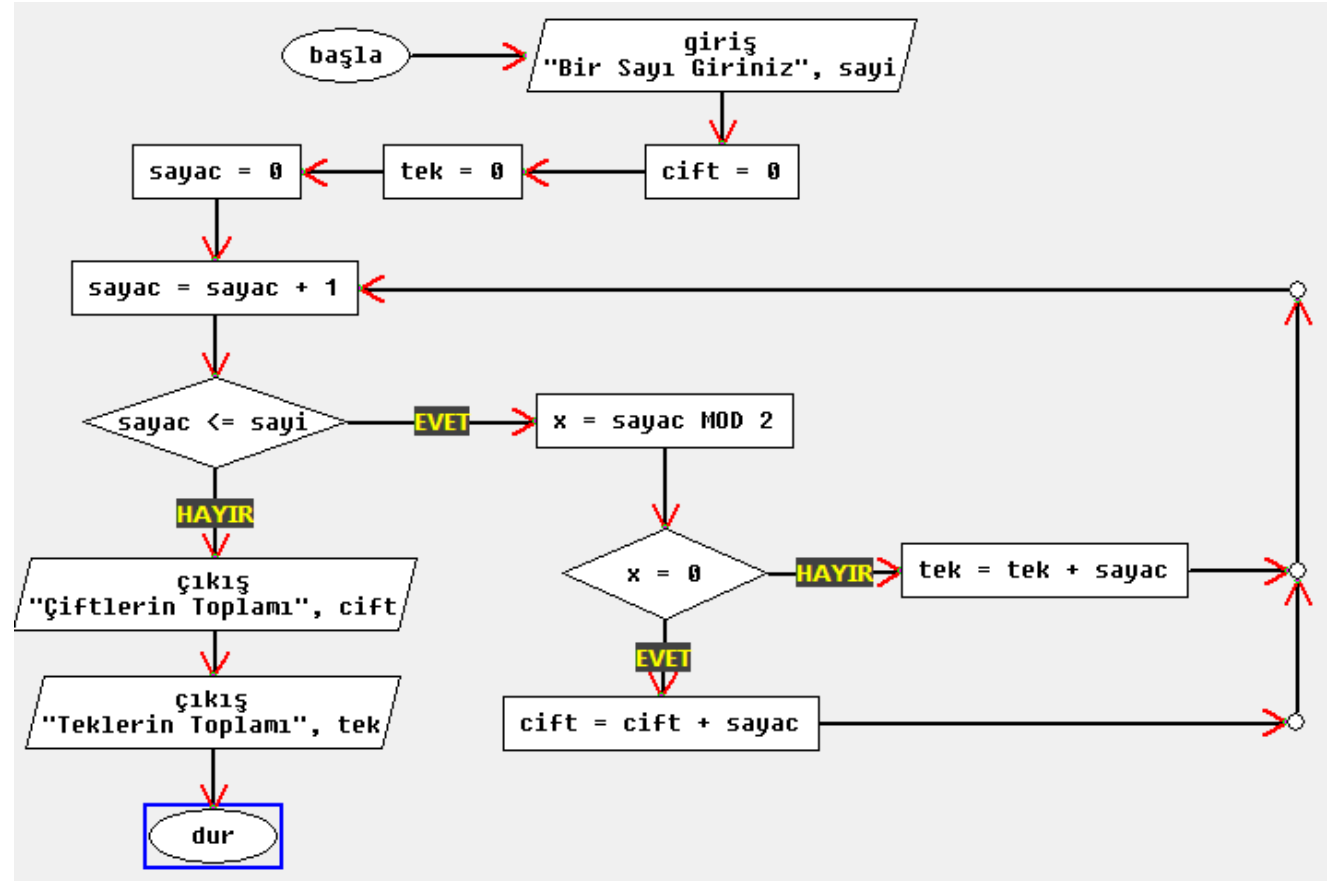 başla
giriş
"Bir Sayı Giriniz", sayi
cift = 0
tek = 0
sayac = 0
sayac = sayac + 1
sayac <= sayi
EVET
x = sayac MOD 2
x = 0
HAYIR
tek = tek + sayac
EVET
cift = cift + sayac
HAYIR
çıkış
"Çiftlerin Toplamı", cift
çıkış
"Teklerin Toplamı", tek
dur